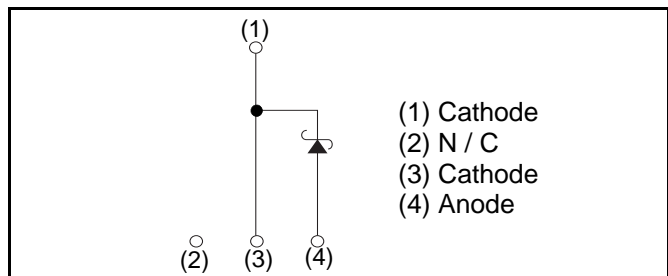 (1)
(1) Cathode
(2) N / C
(3) Cathode
(4) Anode
(2) (3) (4)